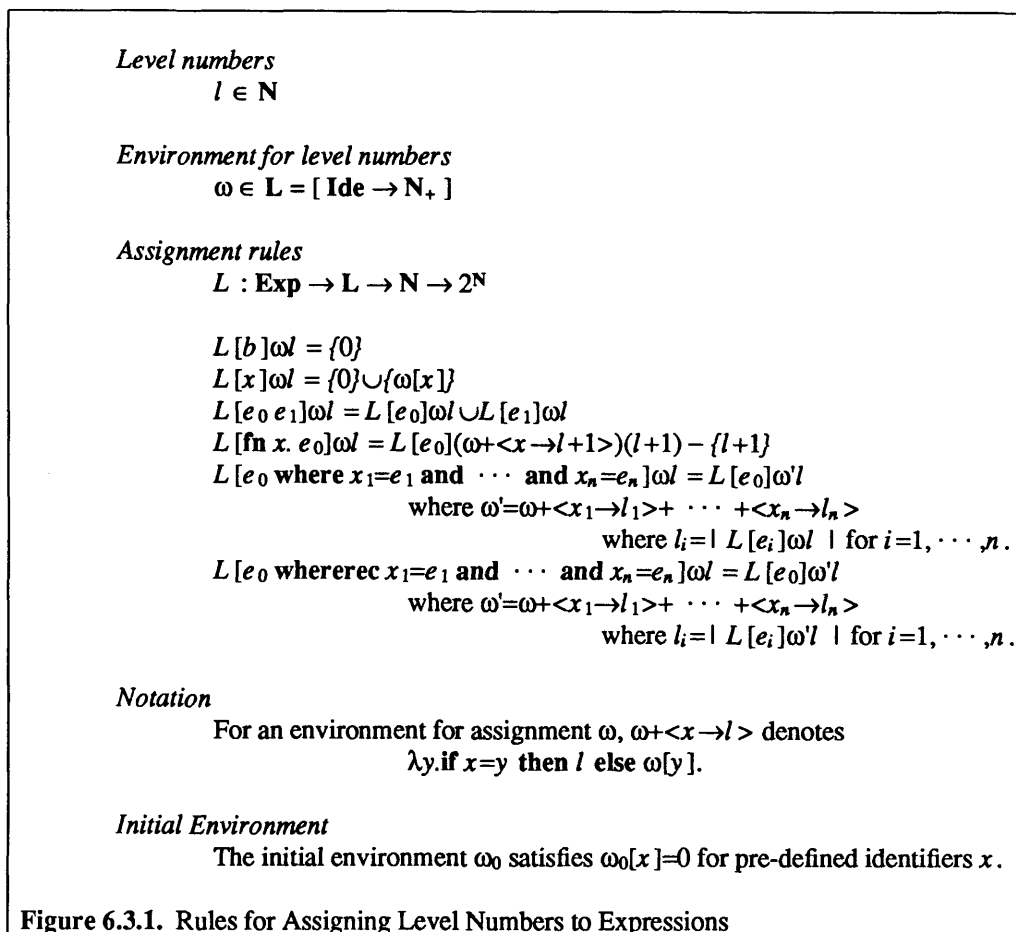 Level numbers
l ∈ N
Environment for level numbers
ω ∈ L = [ Ide → N₊ ]
Assignment rules
L : Exp → L → N → 2ᴺ
L [b ]ωl = {0}
L [x ]ωl = {0}∪{ω[x]}
L [e₀ e₁]ωl = L [e₀]ωl ∪L [e₁]ωl
L [fn x. e₀]ωl = L [e₀](ω+<x→l+1>)(l+1) − {l+1}
L [e₀ where x₁=e₁ and ··· and xₙ=eₙ ]ωl = L [e₀]ω'l
where ω'=ω+<x₁→l₁>+ ··· +<xₙ→lₙ>
where lᵢ=| L [eᵢ]ωl | for i=1, ··· ,n .
L [e₀ whererec x₁=e₁ and ··· and xₙ=eₙ]ωl = L [e₀]ω'l
where ω'=ω+<x₁→l₁>+ ··· +<xₙ→lₙ>
where lᵢ=| L [eᵢ]ω'l | for i=1, ··· ,n .
Notation
For an environment for assignment ω, ω+<x→l > denotes
λy.if x=y then l else ω[y].
Initial Environment
The initial environment ω₀ satisfies ω₀[x]=0 for pre-defined identifiers x.
Figure 6.3.1. Rules for Assigning Level Numbers to Expressions